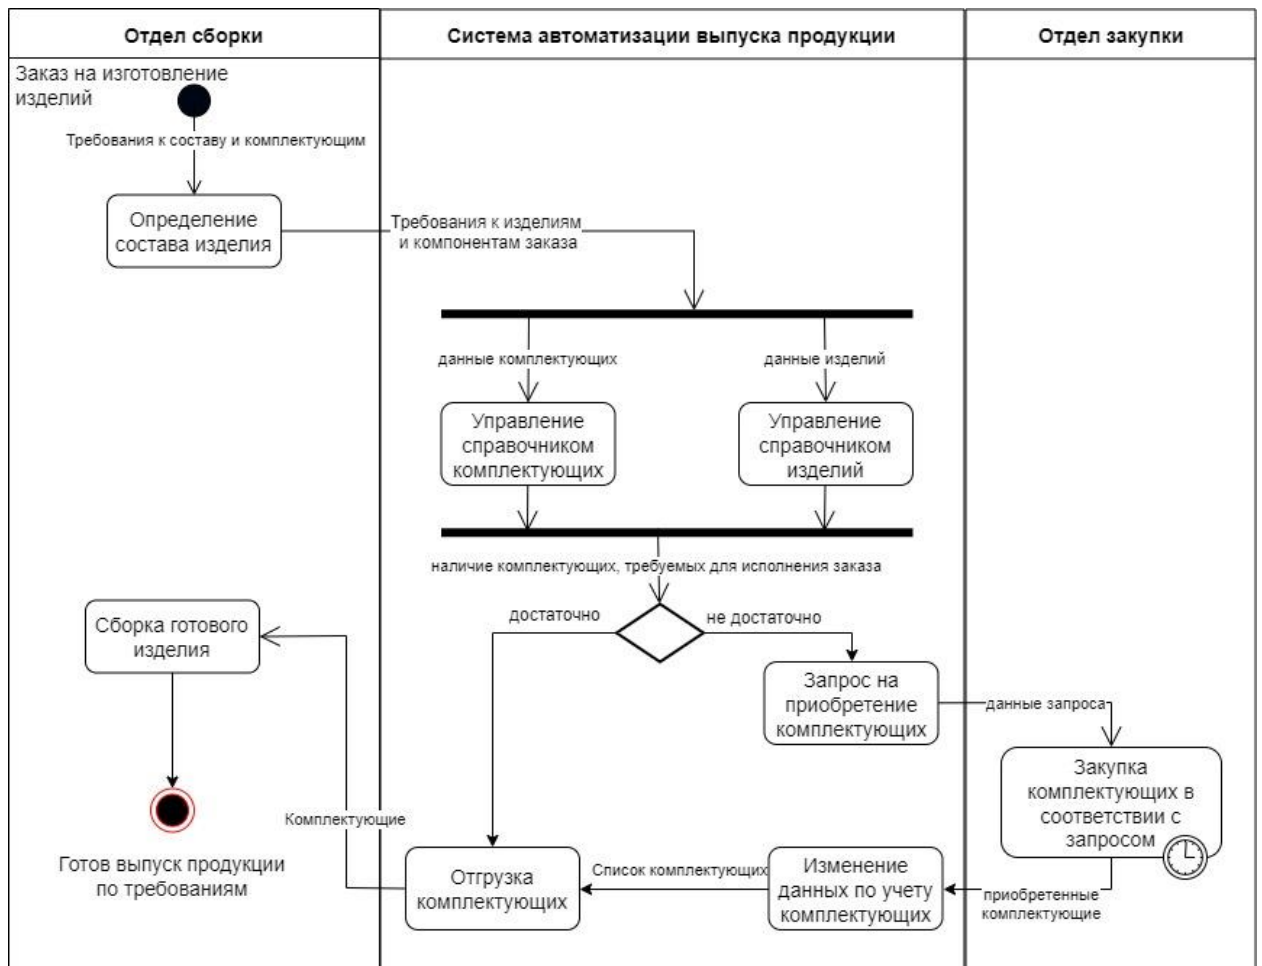 Отдел сборки
Система автоматизации выпуска продукции
Отдел закупки
Заказ на изготовление
изделий
Требования к составу и комплектующим
Определение
состава изделия
Требования к изделиям
и компонентам заказа
данные комплектующих
данные изделий
Управление
справочником
комплектующих
Управление
справочником
изделий
наличие комплектующих, требуемых для исполнения заказа
достаточно
не достаточно
Сборка готового
изделия
Запрос на
приобретение
комплектующих
данные запроса
Закупка
комплектующих в
соответствии с
запросом
Комплектующие
Готов выпуск продукции
по требованиям
Отгрузка
комплектующих
Список комплектующих
Изменение
данных по учету
комплектующих
приобретенные
комплектующие